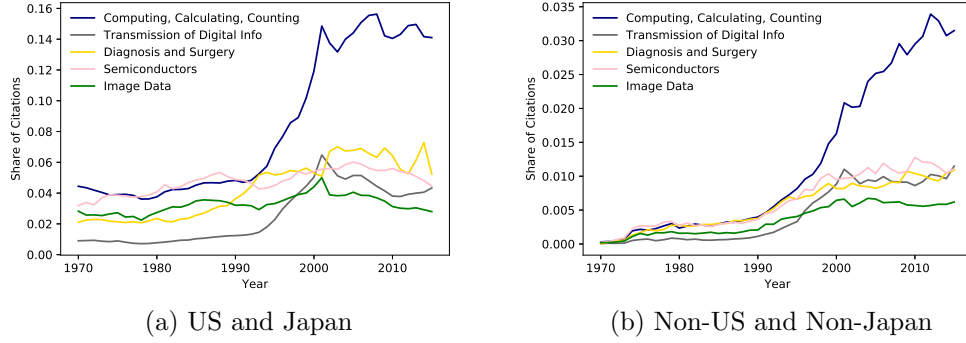 Computing, Calculating, Counting
Transmission of Digital Info
Diagnosis and Surgery
Semiconductors
Image Data
Share of Citations
0.16
0.14
0.12
0.10
0.08
0.06
0.04
0.02
0.00
1970 1980 1990 2000 2010
Year
(a) US and Japan
Computing, Calculating, Counting
Transmission of Digital Info
Diagnosis and Surgery
Semiconductors
Image Data
Share of Citations
0.035
0.030
0.025
0.020
0.015
0.010
0.005
0.000
1970 1980 1990 2000 2010
Year
(b) Non-US and Non-Japan